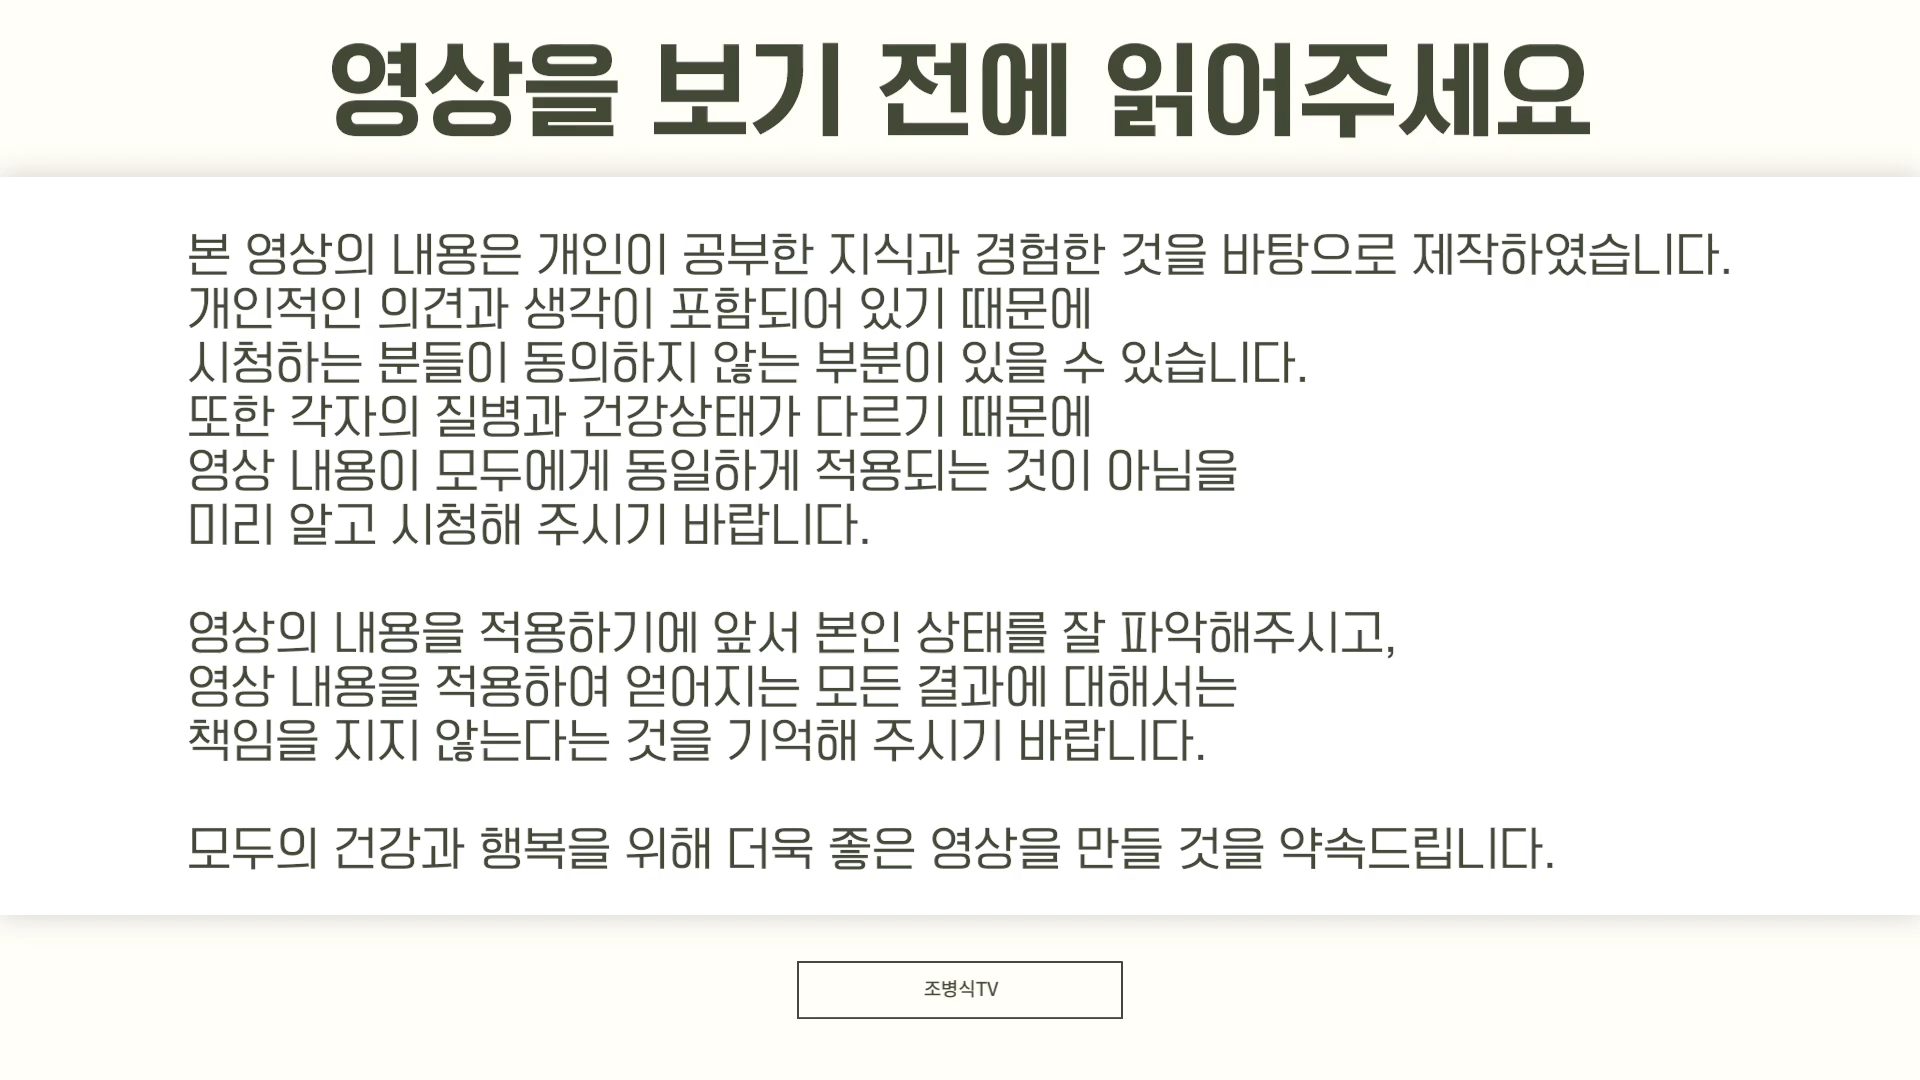 영상을 보기 전에 읽어주세요
본 영상의 내용은 개인이 공부한 지식과 경험한 것을 바탕으로 제작하였습니다.
개인적인 의견과 생각이 포함되어 있기 때문에
시청하는 분들이 동의하지 않는 부분이 있을 수 있습니다.
또한 각자의 질병과 건강상태가 다르기 때문에
영상 내용이 모두에게 동일하게 적용되는 것이 아님을
미리 알고 시청해 주시기 바랍니다.
영상의 내용을 적용하기에 앞서 본인 상태를 잘 파악해주시고,
영상 내용을 적용하여 얻어지는 모든 결과에 대해서는
책임을 지지 않는다는 것을 기억해 주시기 바랍니다.
모두의 건강과 행복을 위해 더욱 좋은 영상을 만들 것을 약속드립니다.
조병식TV